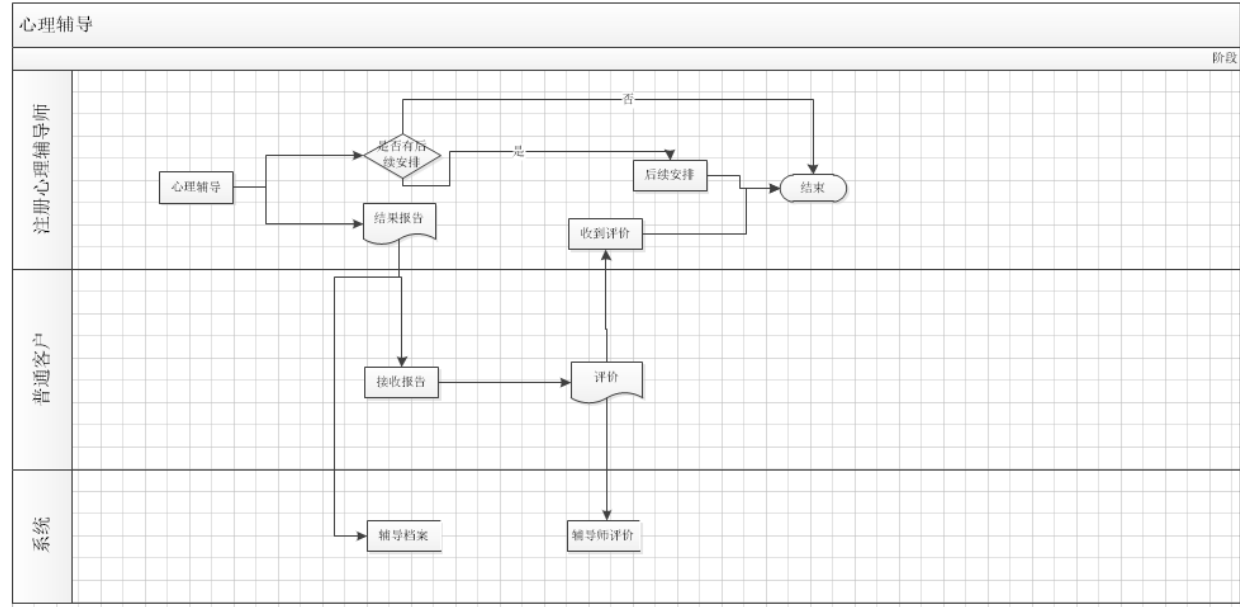 心理辅导
阶段
注册心理辅导师
否
是否有后
续安排
是
心理辅导
后续安排
结束
结果报告
收到评价
普通客户
接收报告
评价
系统
辅导档案
辅导师评价